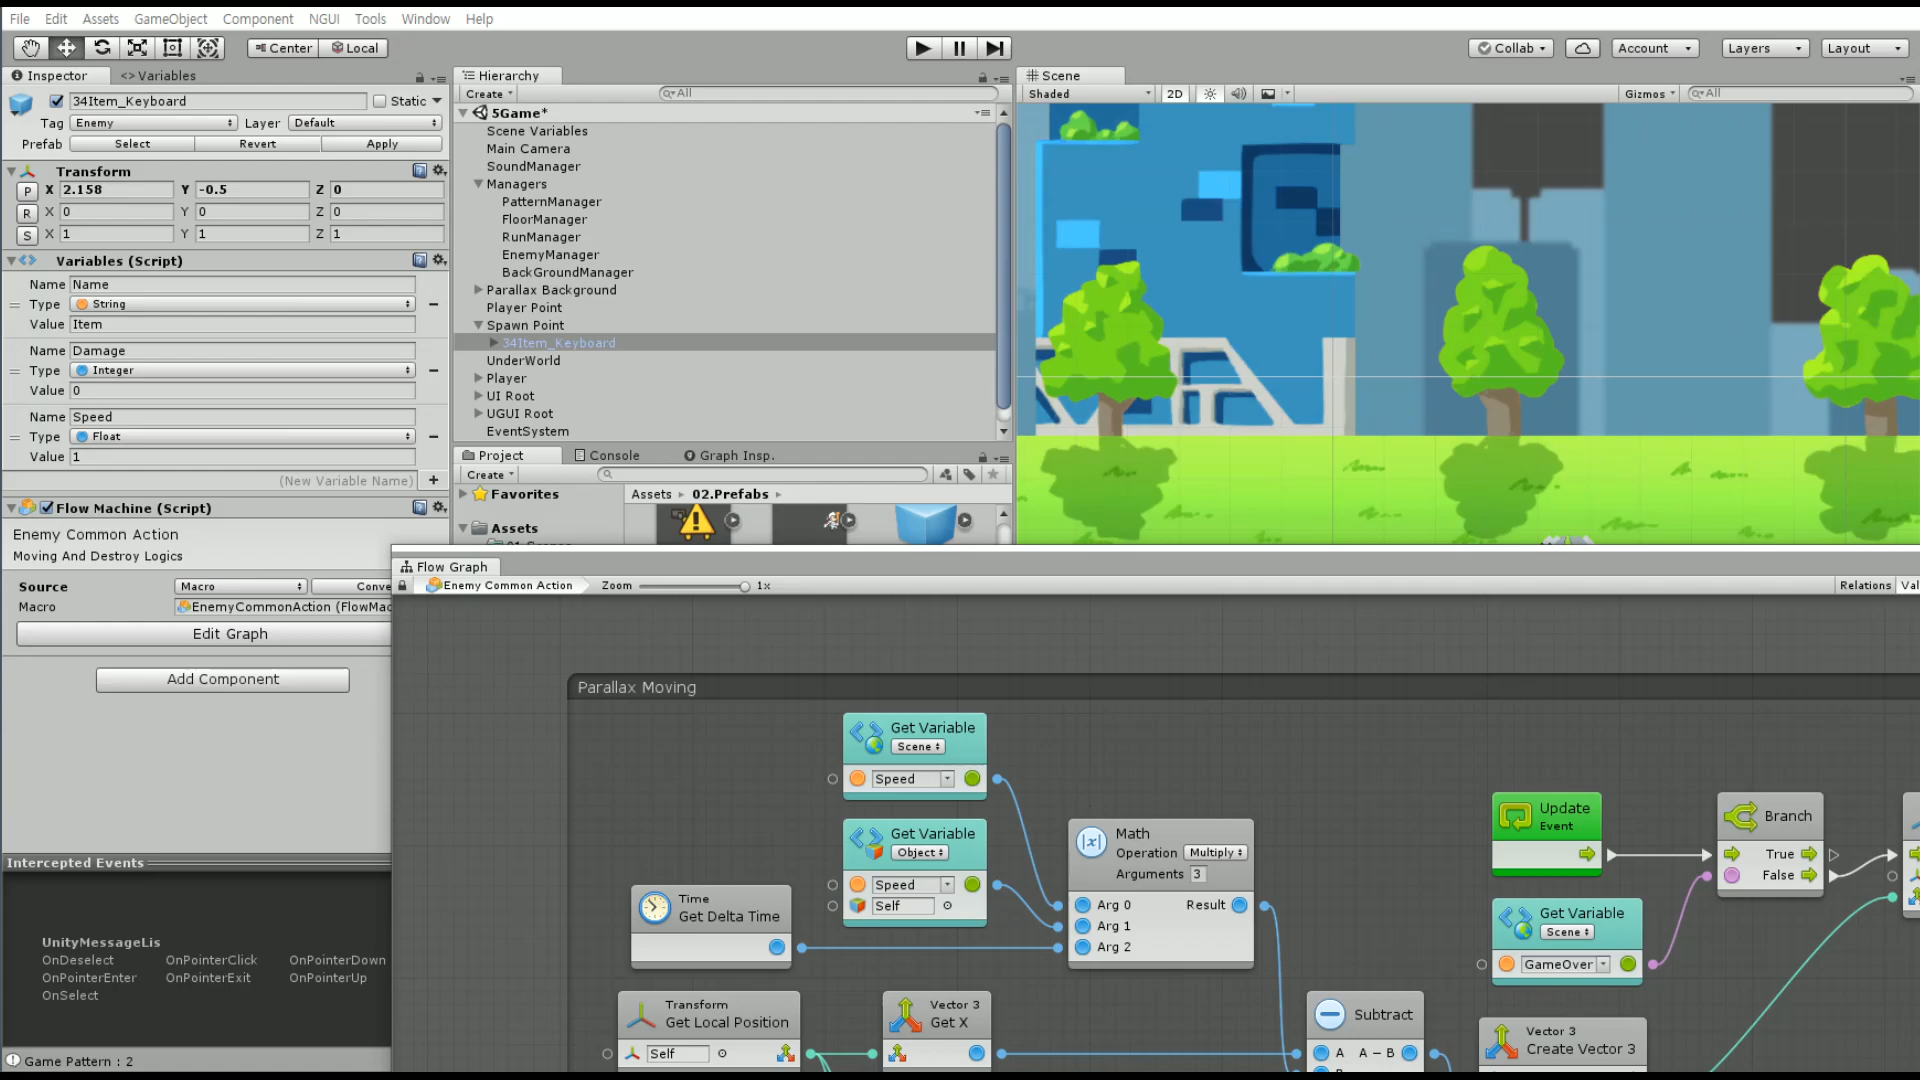 File Edit Assets GameObject Component NGUI Tools Window Help
Center Local Collab Account Layers Layout
Inspector <> Variables
34Item_Keyboard Static
Tag Enemy Layer Default
Prefab Select Revert Apply
Transform
P X 2.158 Y -0.5 Z 0
R X 0 Y 0 Z 0
S X 1 Y 1 Z 1
Variables (Script)
Name Name
Type String
Value Item
Name Damage
Type Integer
Value 0
Name Speed
Type Float
Value 1
(New Variable Name) +
Flow Machine (Script)
Enemy Common Action
Moving And Destroy Logics
Source Macro Conve
Macro EnemyCommonAction (FlowMac
Edit Graph
Add Component
Intercepted Events
UnityMessageLis
OnDeselect OnPointerClick OnPointerDown
OnPointerEnter OnPointerExit OnPointerUp
OnSelect
Game Pattern : 2
Hierarchy
Create All
5Game*
Scene Variables
Main Camera
SoundManager
Managers
PatternManager
FloorManager
RunManager
EnemyManager
BackGroundManager
Parallax Background
Player Point
Spawn Point
34Item_Keyboard
UnderWorld
Player
UI Root
UGUI Root
EventSystem
Project Console Graph Insp.
Create
Favorites
Assets
Assets 02.Prefabs
Scene
Shaded 2D Gizmos All
Flow Graph
Enemy Common Action Zoom 1x Relations Val
Parallax Moving
Get Variable
Scene
Speed
Get Variable
Object
Speed
Self
Time
Get Delta Time
Math
Operation Multiply
Arguments 3
Arg 0 Result
Arg 1
Arg 2
Update
Event
Branch
True
False
Get Variable
Scene
GameOver
Transform
Get Local Position
Self
Vector 3
Get X
Subtract
A A − B
Vector 3
Create Vector 3